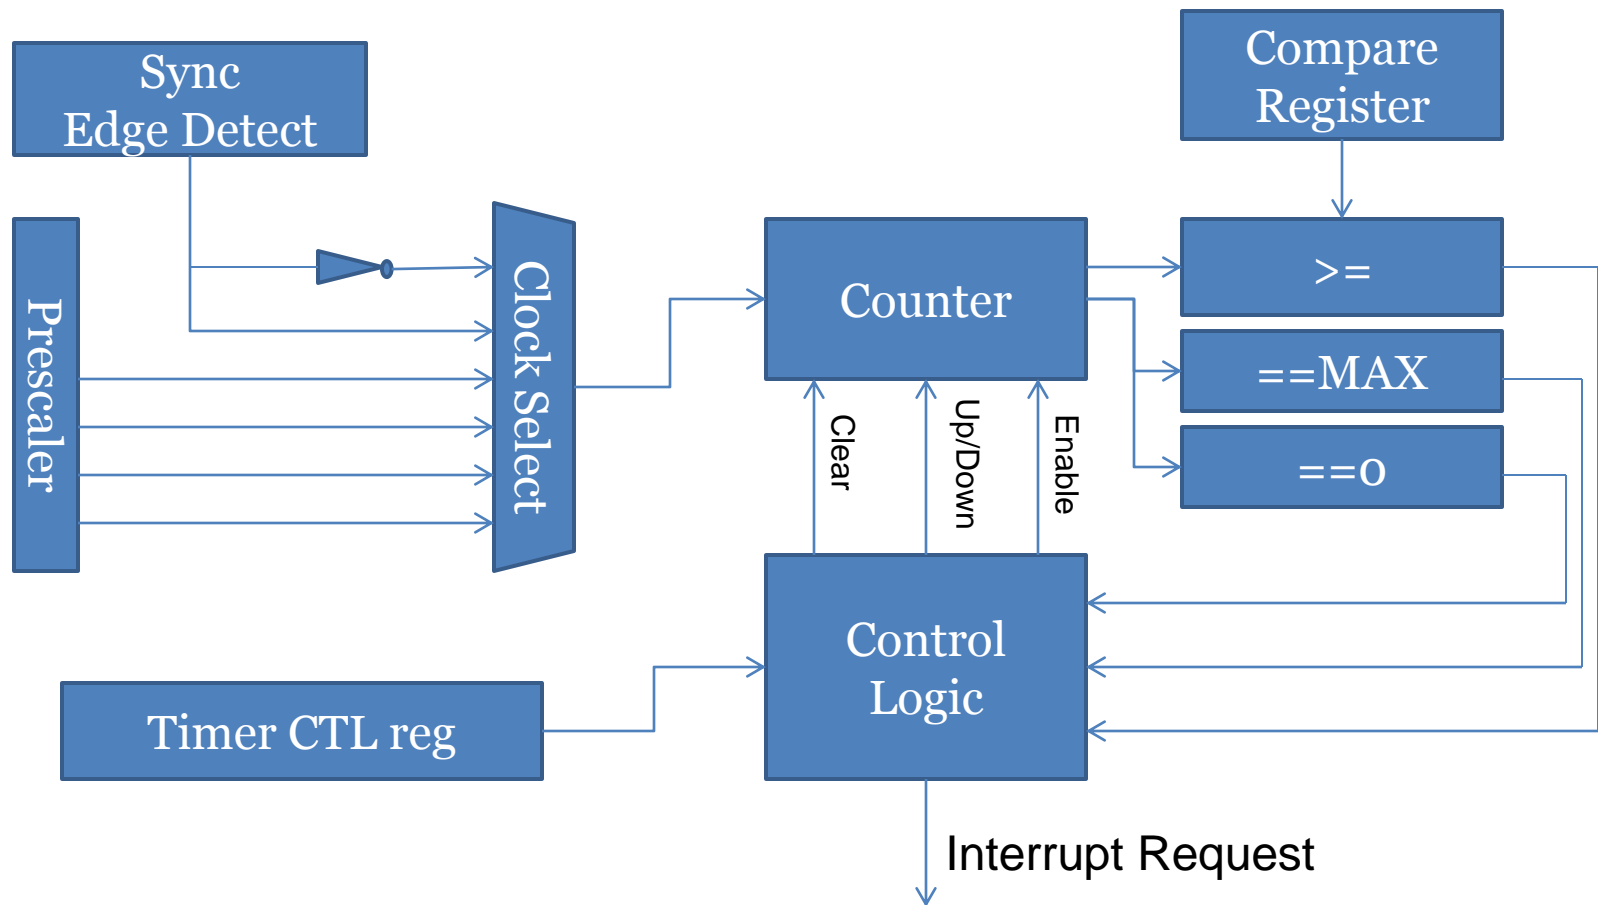 Sync
Edge Detect
Compare
Register
Prescaler
Clock Select
Counter
>=
==MAX
==0
Clear
Up/Down
Enable
Control
Logic
Timer CTL reg
Interrupt Request